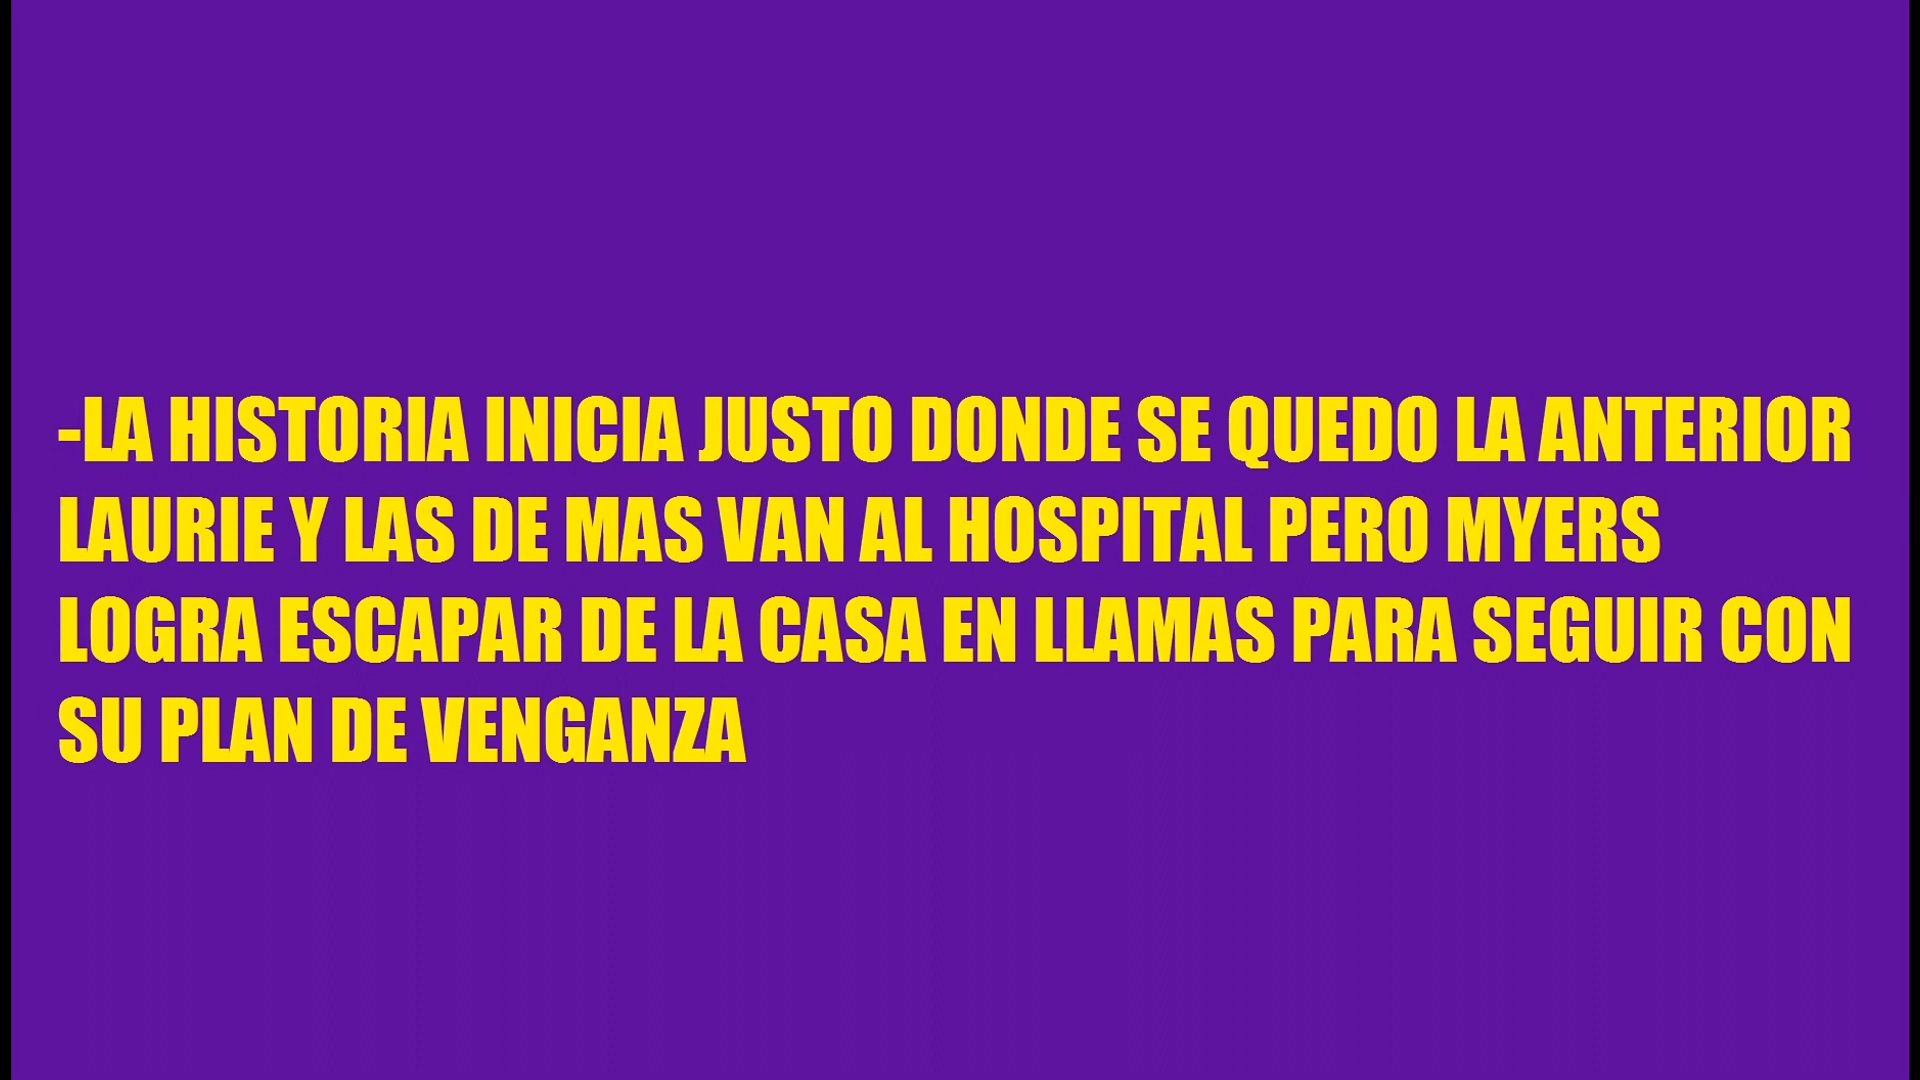 -LA HISTORIA INICIA JUSTO DONDE SE QUEDO LA ANTERIOR
LAURIE Y LAS DE MAS VAN AL HOSPITAL PERO MYERS
LOGRA ESCAPAR DE LA CASA EN LLAMAS PARA SEGUIR CON
SU PLAN DE VENGANZA